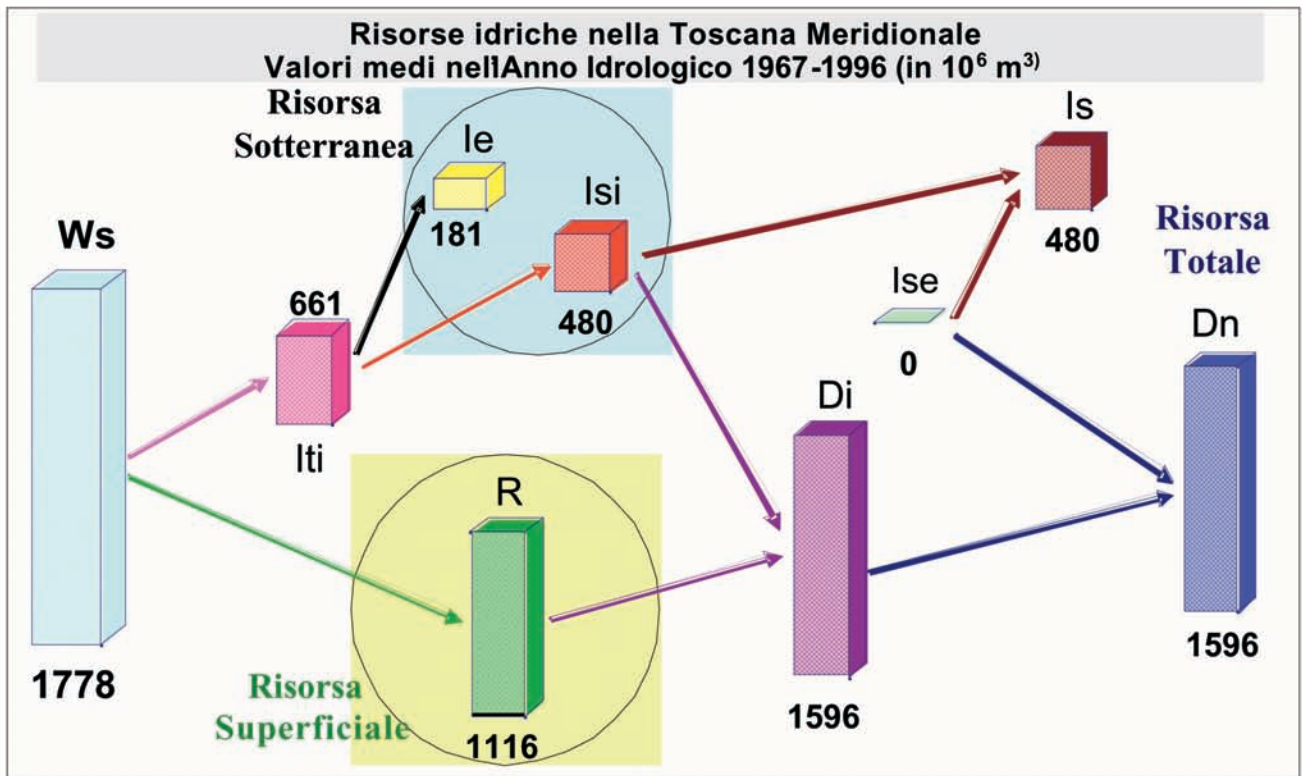 Risorse idriche nella Toscana Meridionale
Valori medi nell'Anno Idrologico 1967-1996 (in 10⁶ m³)
Risorsa
Sotterranea
Ie
181
Isi
480
Is
480
Risorsa
Totale
Ws
1778
661
Iti
Ise
0
Dn
1596
Di
1596
R
1116
Risorsa
Superficiale